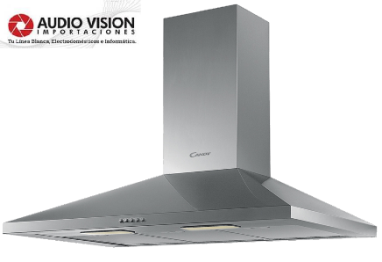 AUDIO VISION
IMPORTACIONES
Tu Línea Blanca, Electrodomésticos e Informática.
CANDY